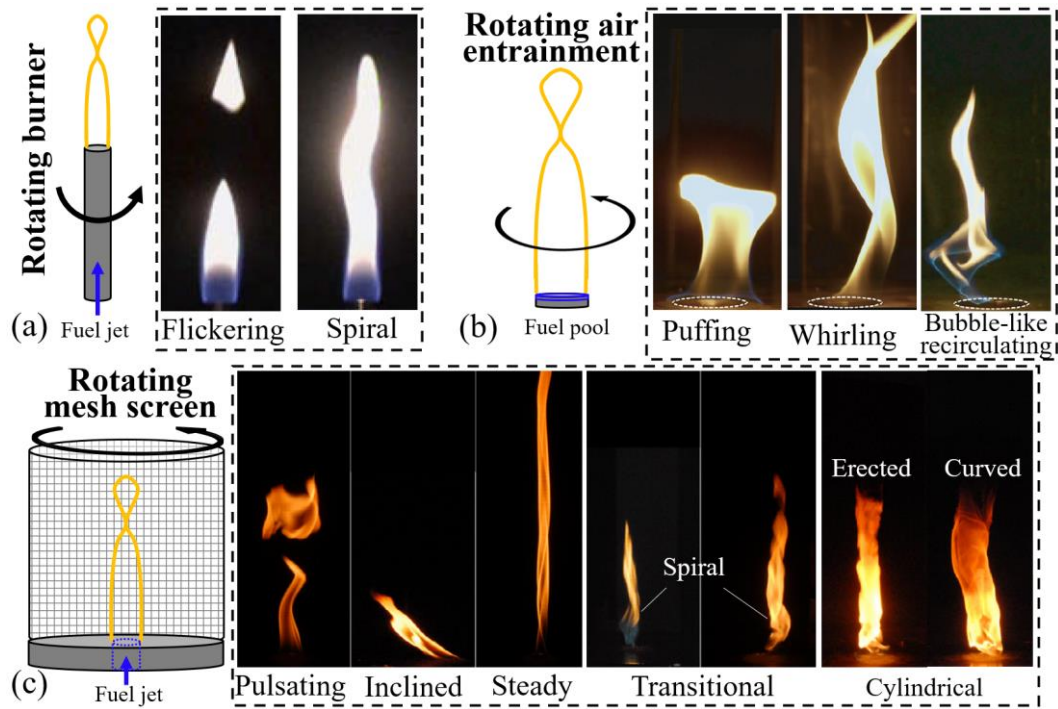 (a)
Rotating burner
Fuel jet
Flickering
Spiral
(b)
Rotating air
entrainment
Fuel pool
Puffing
Whirling
Bubble-like
recirculating
(c)
Rotating
mesh screen
Fuel jet
Pulsating
Inclined
Steady
Spiral
Transitional
Erected
Curved
Cylindrical